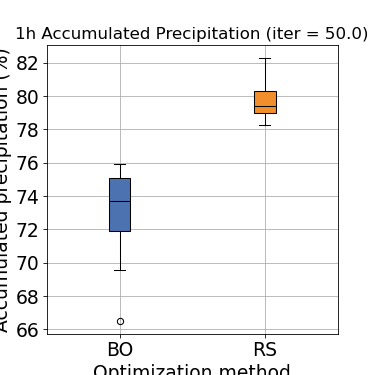 1h Accumulated Precipitation (iter = 50.0)
Accumulated precipitation (%)
82
80
78
76
74
72
70
68
66
BO RS
Optimization method